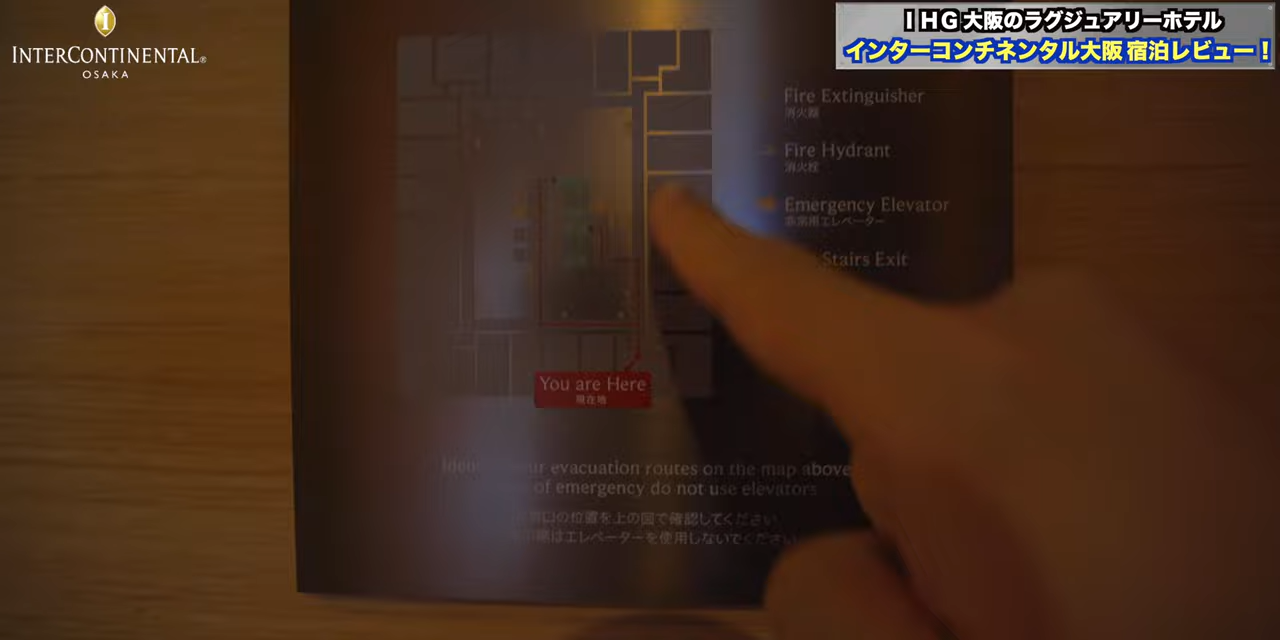 INTERCONTINENTAL®
OSAKA
IHG大阪のラグジュアリーホテル
インターコンチネンタル大阪 宿泊レビュー！
Fire Extinguisher
消火器
Fire Hydrant
消火栓
Emergency Elevator
非常用エレベーター
Stairs Exit
You are Here
現在地
evacuation routes on the map above
of emergency do not use elevators
の位置を上の図で確認してください
はエレベーターを使用しないでください